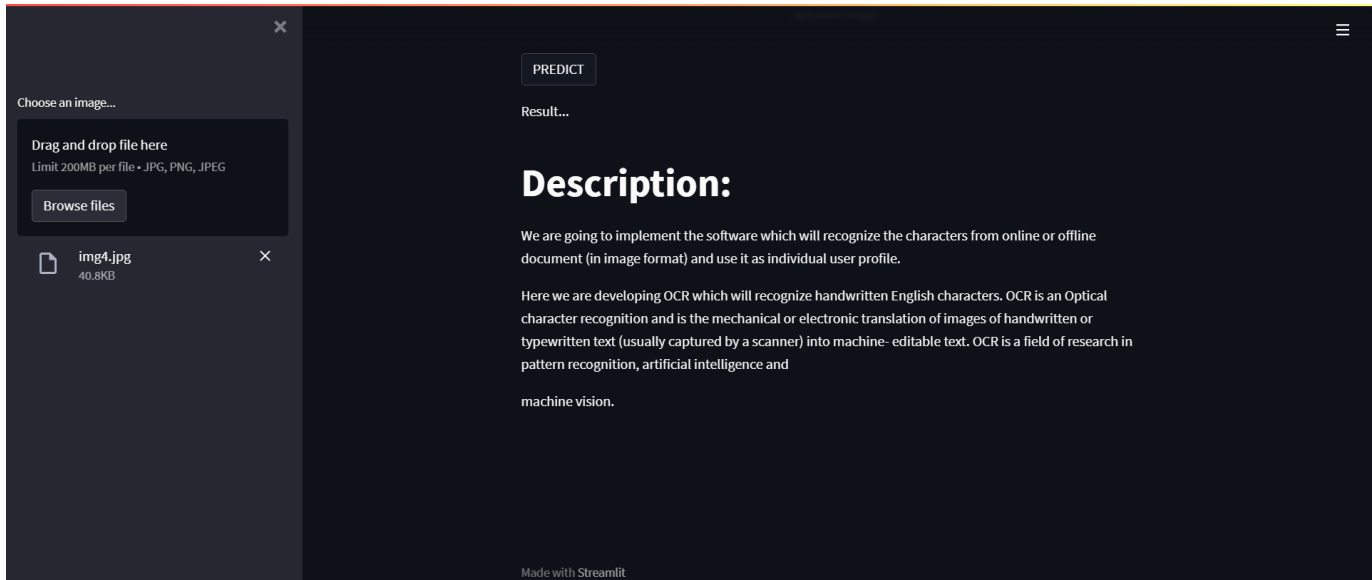 Choose an image...
Drag and drop file here
Limit 200MB per file • JPG, PNG, JPEG
Browse files
img4.jpg
40.8KB
PREDICT
Result...
Description:
We are going to implement the software which will recognize the characters from online or offline
document (in image format) and use it as individual user profile.
Here we are developing OCR which will recognize handwritten English characters. OCR is an Optical
character recognition and is the mechanical or electronic translation of images of handwritten or
typewritten text (usually captured by a scanner) into machine- editable text. OCR is a field of research in
pattern recognition, artificial intelligence and
machine vision.
Made with Streamlit